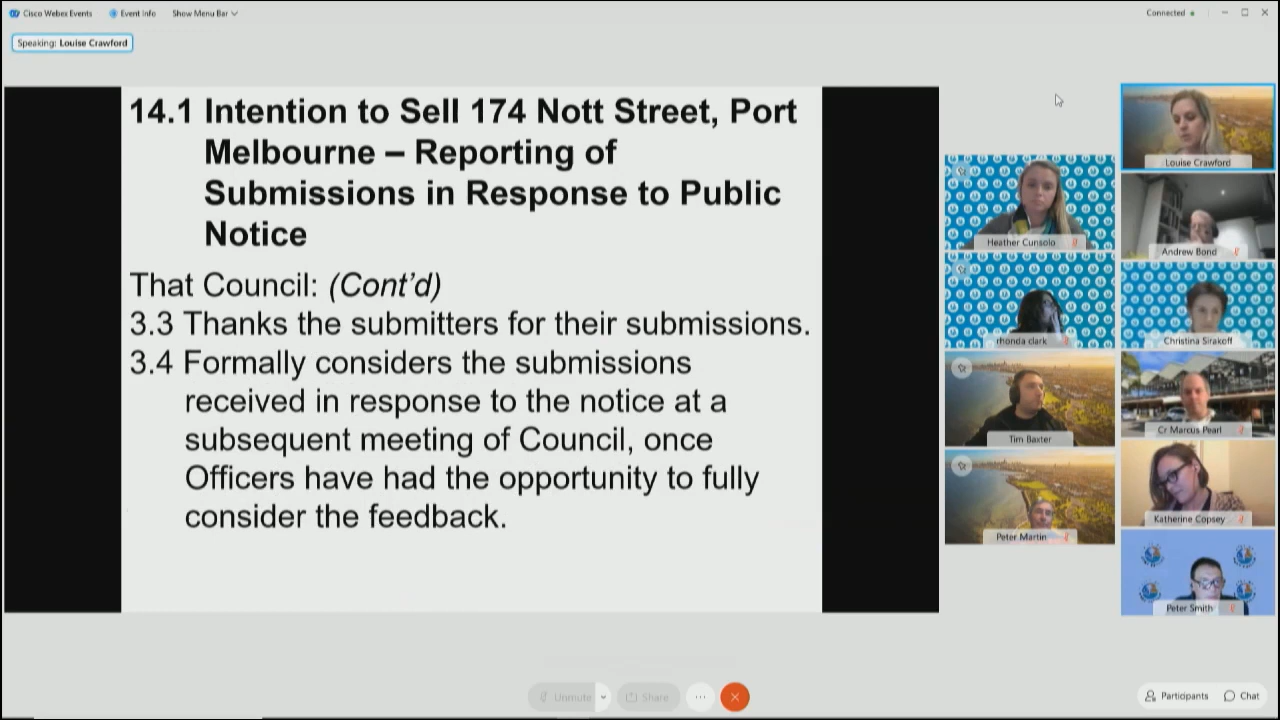 Cisco Webex Events
Event Info
Show Menu Bar
Connected
Speaking: Louise Crawford
14.1 Intention to Sell 174 Nott Street, Port
Melbourne – Reporting of
Submissions in Response to Public
Notice
That Council: (Cont'd)
3.3 Thanks the submitters for their submissions.
3.4 Formally considers the submissions
received in response to the notice at a
subsequent meeting of Council, once
Officers have had the opportunity to fully
consider the feedback.
Louise Crawford
Heather Cunsolo
Andrew Bond
rhonda clark
Christina Sirakoff
Tim Baxter
Cr Marcus Pearl
Peter Martin
Katherine Copsey
Peter Smith
Unmute
Share
Participants
Chat